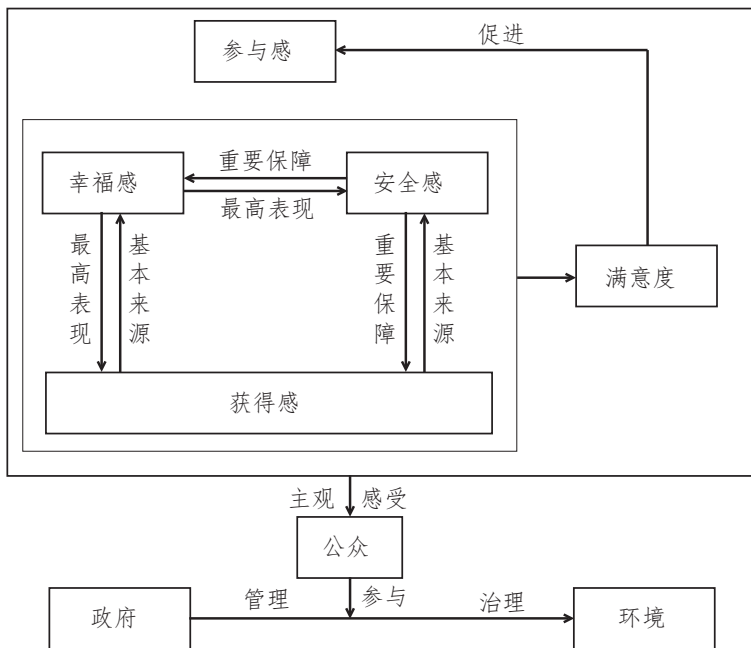 促进
参与感
幸福感
重要保障
最高表现
安全感
最高表现
基本来源
重要保障
基本来源
满意度
获得感
主观 感受
公众
政府
管理
参与
治理
环境